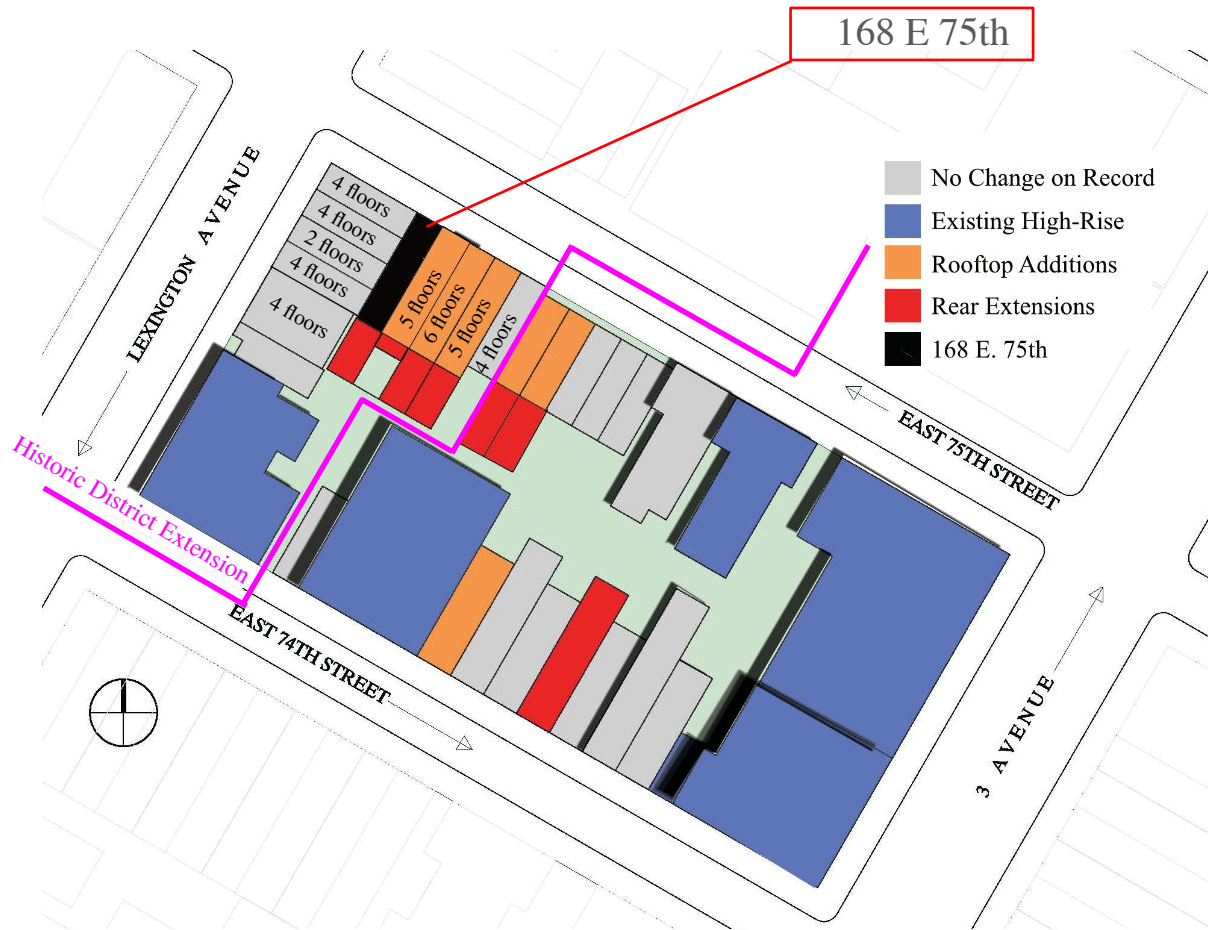 168 E 75th
No Change on Record
Existing High-Rise
Rooftop Additions
Rear Extensions
168 E. 75th
LEXINGTON AVENUE
4 floors
4 floors
2 floors
4 floors
4 floors
5 floors
6 floors
5 floors
4 floors
EAST 75TH STREET
Historic District Extension
EAST 74TH STREET
3 AVENUE